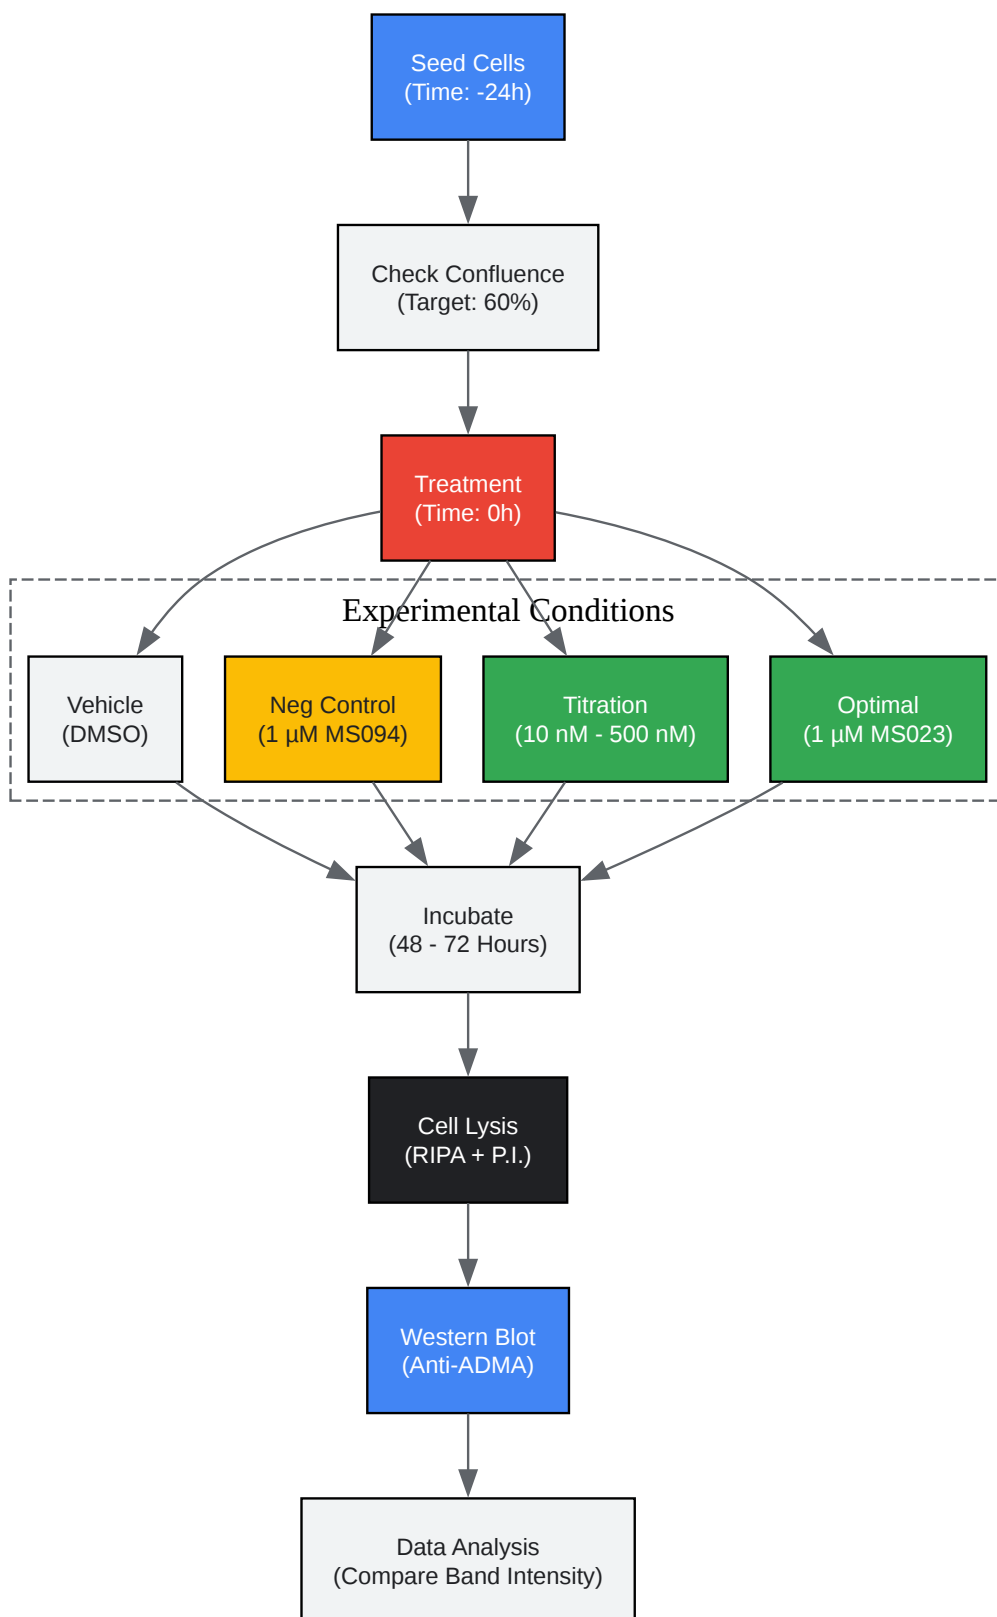 Seed Cells
(Time: -24h)
Check Confluence
(Target: 60%)
Treatment
(Time: 0h)
Experimental Conditions
Vehicle
(DMSO)
Neg Control
(1 µM MS094)
Titration
(10 nM - 500 nM)
Optimal
(1 µM MS023)
Incubate
(48 - 72 Hours)
Cell Lysis
(RIPA + P.I.)
Western Blot
(Anti-ADMA)
Data Analysis
(Compare Band Intensity)